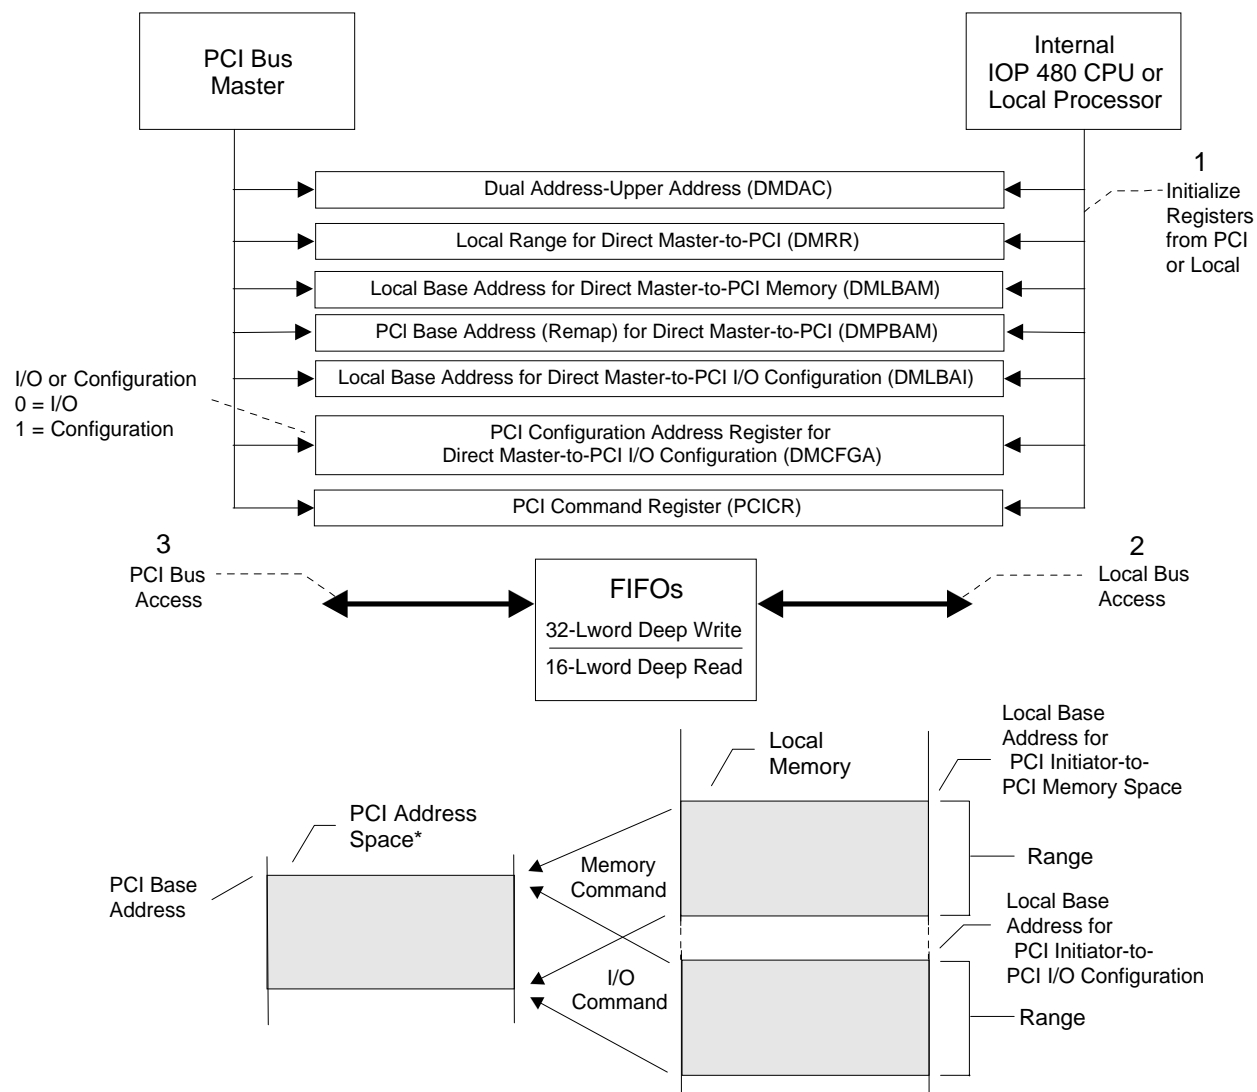 PCI Bus
Master
Internal
IOP 480 CPU or
Local Processor
1
Initialize
Registers
from PCI
or Local
Dual Address-Upper Address (DMDAC)
Local Range for Direct Master-to-PCI (DMRR)
Local Base Address for Direct Master-to-PCI Memory (DMLBAM)
PCI Base Address (Remap) for Direct Master-to-PCI (DMPBAM)
Local Base Address for Direct Master-to-PCI I/O Configuration (DMLBAI)
I/O or Configuration
0 = I/O
1 = Configuration
PCI Configuration Address Register for
Direct Master-to-PCI I/O Configuration (DMCFGA)
PCI Command Register (PCICR)
3
PCI Bus
Access
FIFOs
32-Lword Deep Write
16-Lword Deep Read
2
Local Bus
Access
Local
Memory
Local Base
Address for
PCI Initiator-to-
PCI Memory Space
PCI Address
Space*
PCI Base
Address
Memory
Command
Range
Local Base
Address for
PCI Initiator-to-
PCI I/O Configuration
I/O
Command
Range